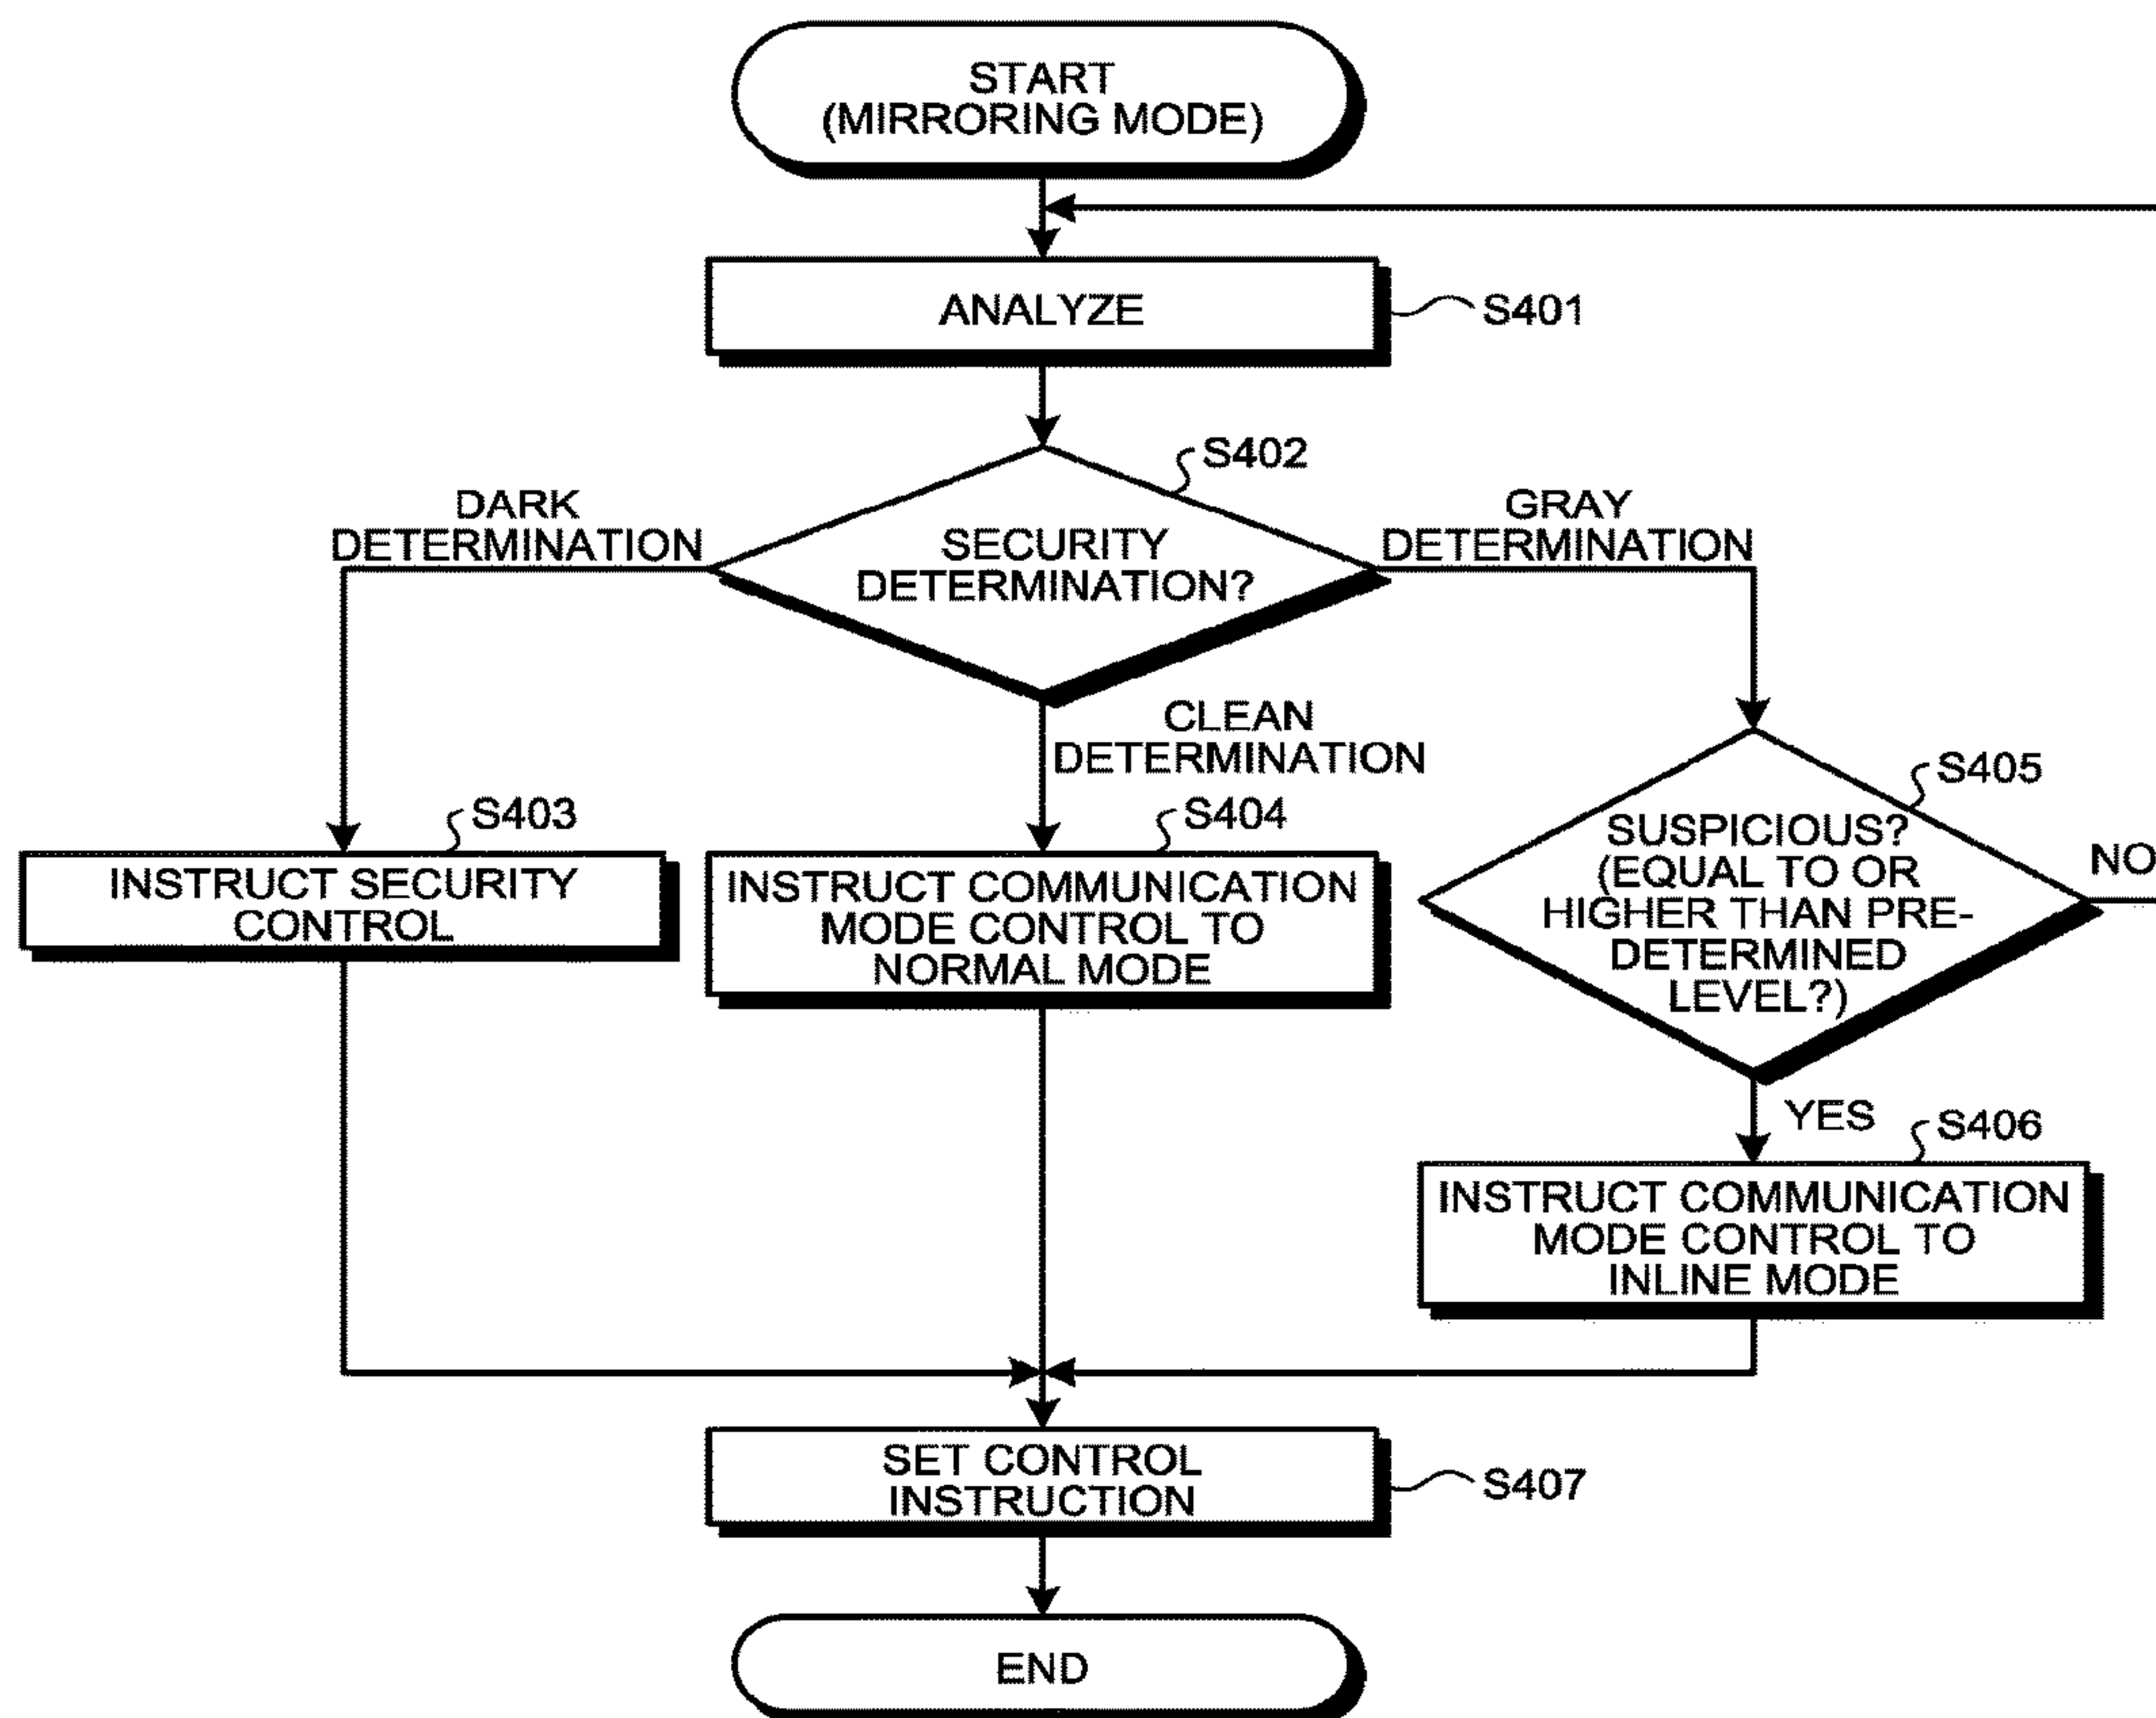 START
(MIRRORING MODE)
ANALYZE
S401
S402
DARK
DETERMINATION
SECURITY
DETERMINATION?
GRAY
DETERMINATION
CLEAN
DETERMINATION
S403
INSTRUCT SECURITY
CONTROL
S404
INSTRUCT COMMUNICATION
MODE CONTROL TO
NORMAL MODE
S405
SUSPICIOUS?
(EQUAL TO OR
HIGHER THAN PRE-
DETERMINED
LEVEL?)
NO
YES
S406
INSTRUCT COMMUNICATION
MODE CONTROL TO
INLINE MODE
SET CONTROL
INSTRUCTION
S407
END